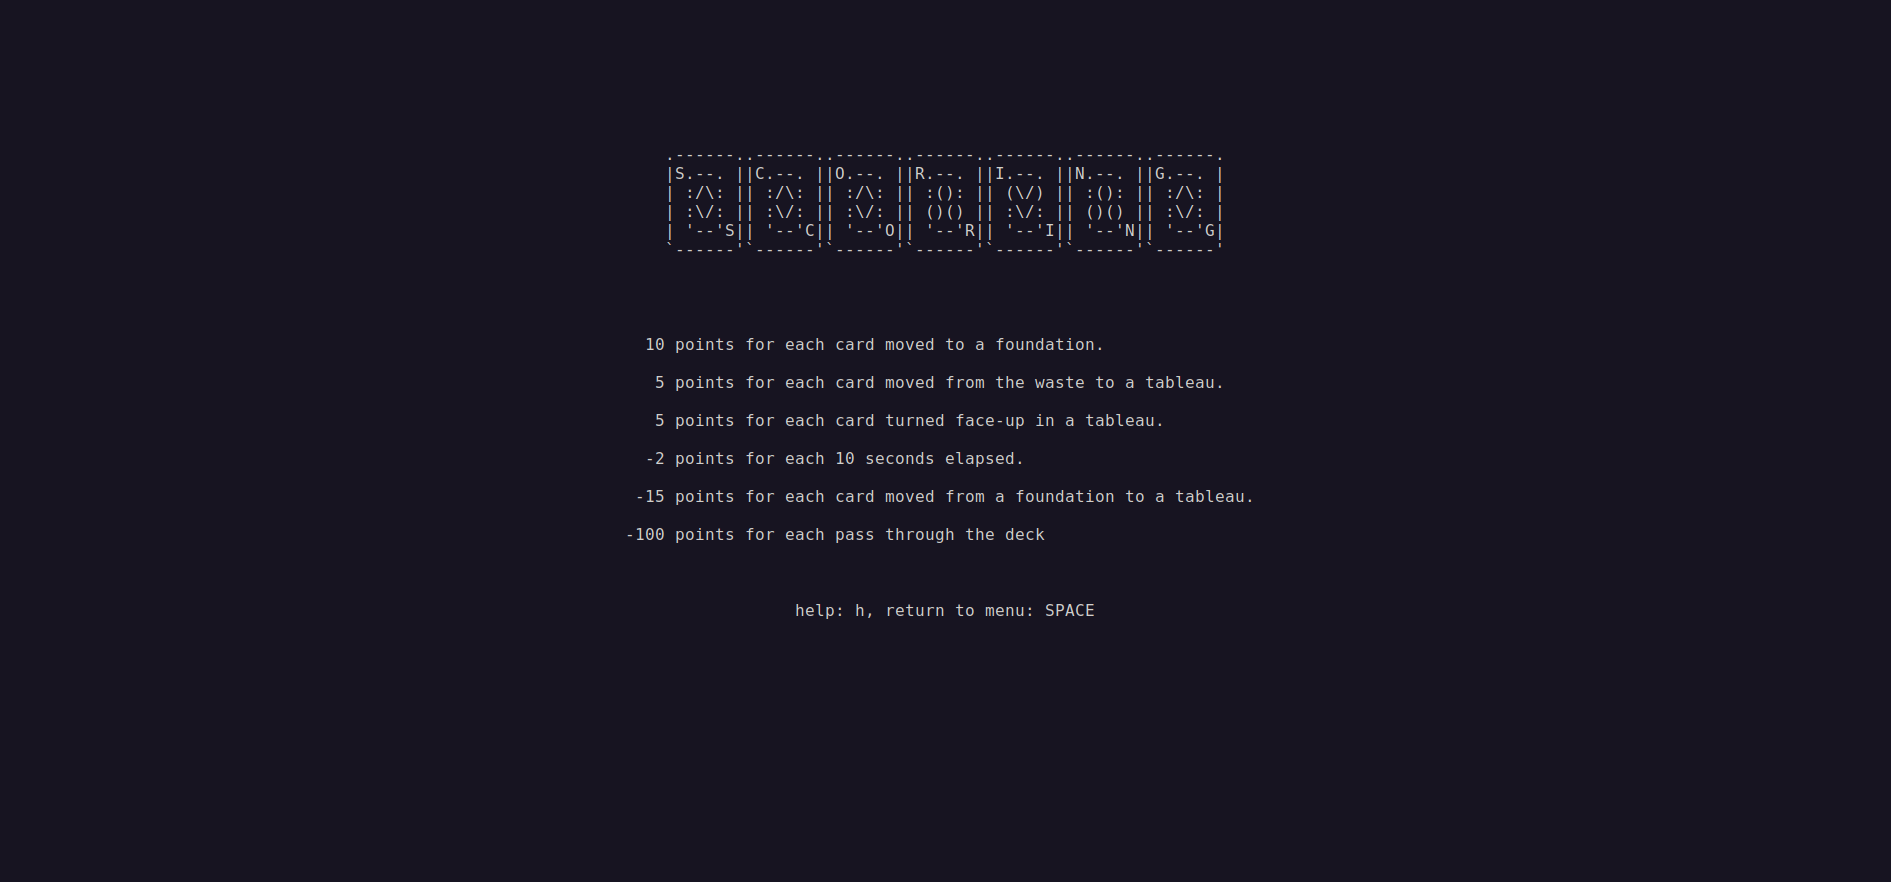 .------..------..------..------..------..------..------.
|S.--. ||C.--. ||O.--. ||R.--. ||I.--. ||N.--. ||G.--. |
| :/\: || :/\: || :/\: || :(): || (\/) || :(): || :/\: |
| :\/: || :\/: || :\/: || ()() || :\/: || ()() || :\/: |
| '--'S|| '--'C|| '--'O|| '--'R|| '--'I|| '--'N|| '--'G|
`------'`------'`------'`------'`------'`------'`------'
10 points for each card moved to a foundation.
5 points for each card moved from the waste to a tableau.
5 points for each card turned face-up in a tableau.
-2 points for each 10 seconds elapsed.
-15 points for each card moved from a foundation to a tableau.
-100 points for each pass through the deck
help: h, return to menu: SPACE